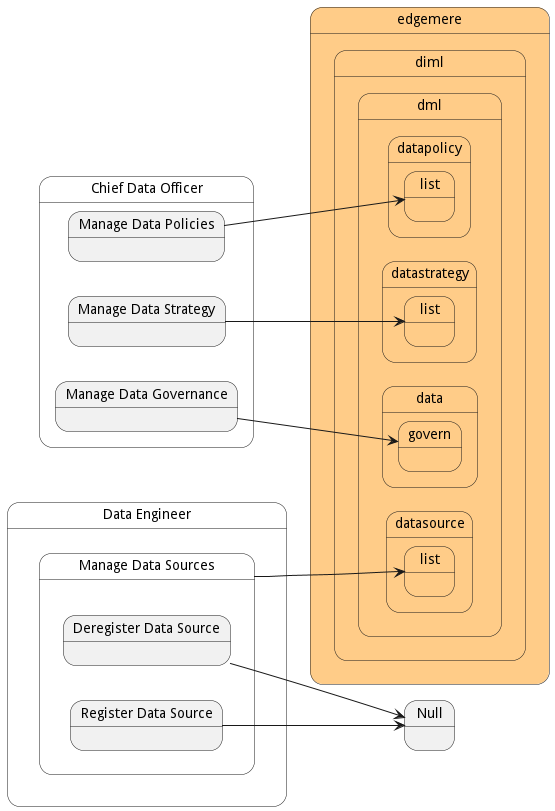 edgemere
diml
dml
datapolicy
list
Chief Data Officer
Manage Data Policies
datastrategy
list
Manage Data Strategy
data
govern
Manage Data Governance
Data Engineer
datasource
list
Manage Data Sources
Deregister Data Source
Register Data Source
Null